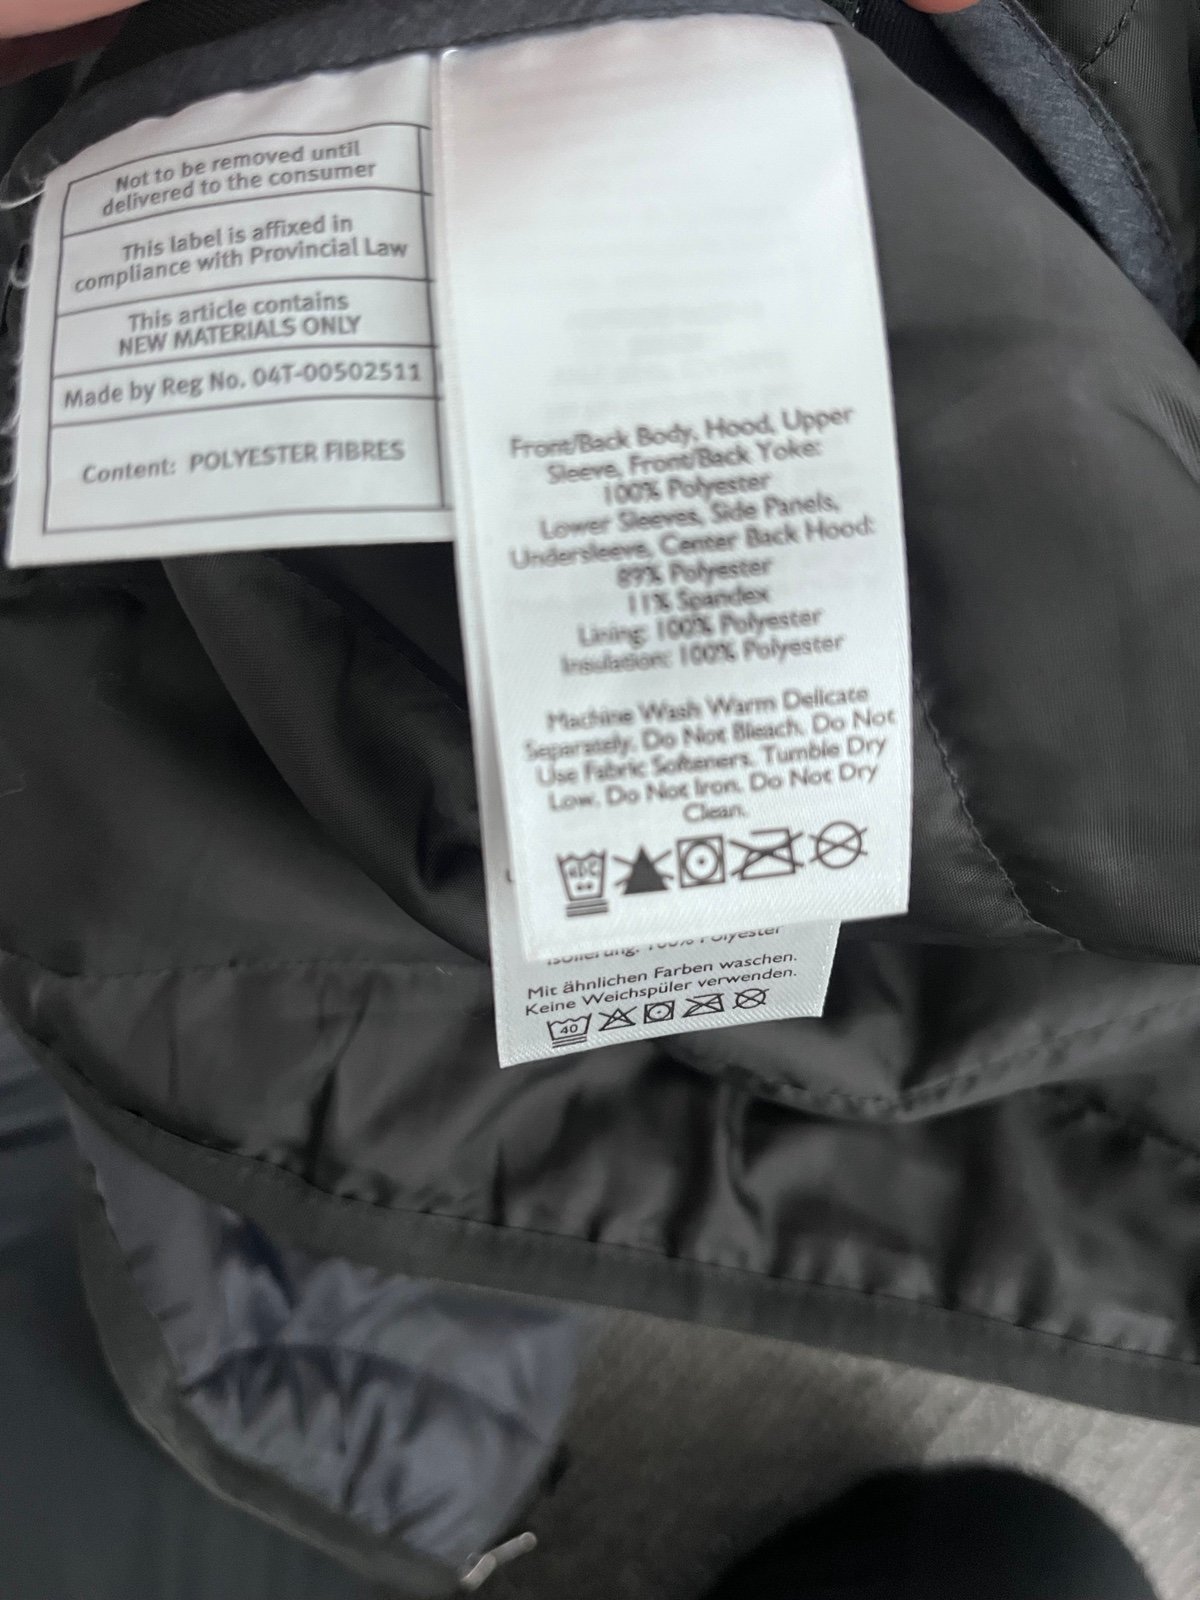 Not to be removed until
delivered to the consumer
This label is affixed in
compliance with Provincial Law
This article contains
NEW MATERIALS ONLY
Made by Reg No. 04T-00502511
Content: POLYESTER FIBRES
Front/Back Body, Hood, Upper
Sleeve, Front/Back Yoke:
100% Polyester
Lower Sleeves, Side Panels,
Undersleeve, Center Back Hood:
89% Polyester
11% Spandex
Lining: 100% Polyester
Insulation: 100% Polyester
Machine Wash Warm Delicate
Separately. Do Not Bleach. Do Not
Use Fabric Softeners. Tumble Dry
Low. Do Not Iron. Do Not Dry
Clean.
Isolierung: 100% Polyester
Mit ähnlichen Farben waschen.
Keine Weichspüler verwenden.
40